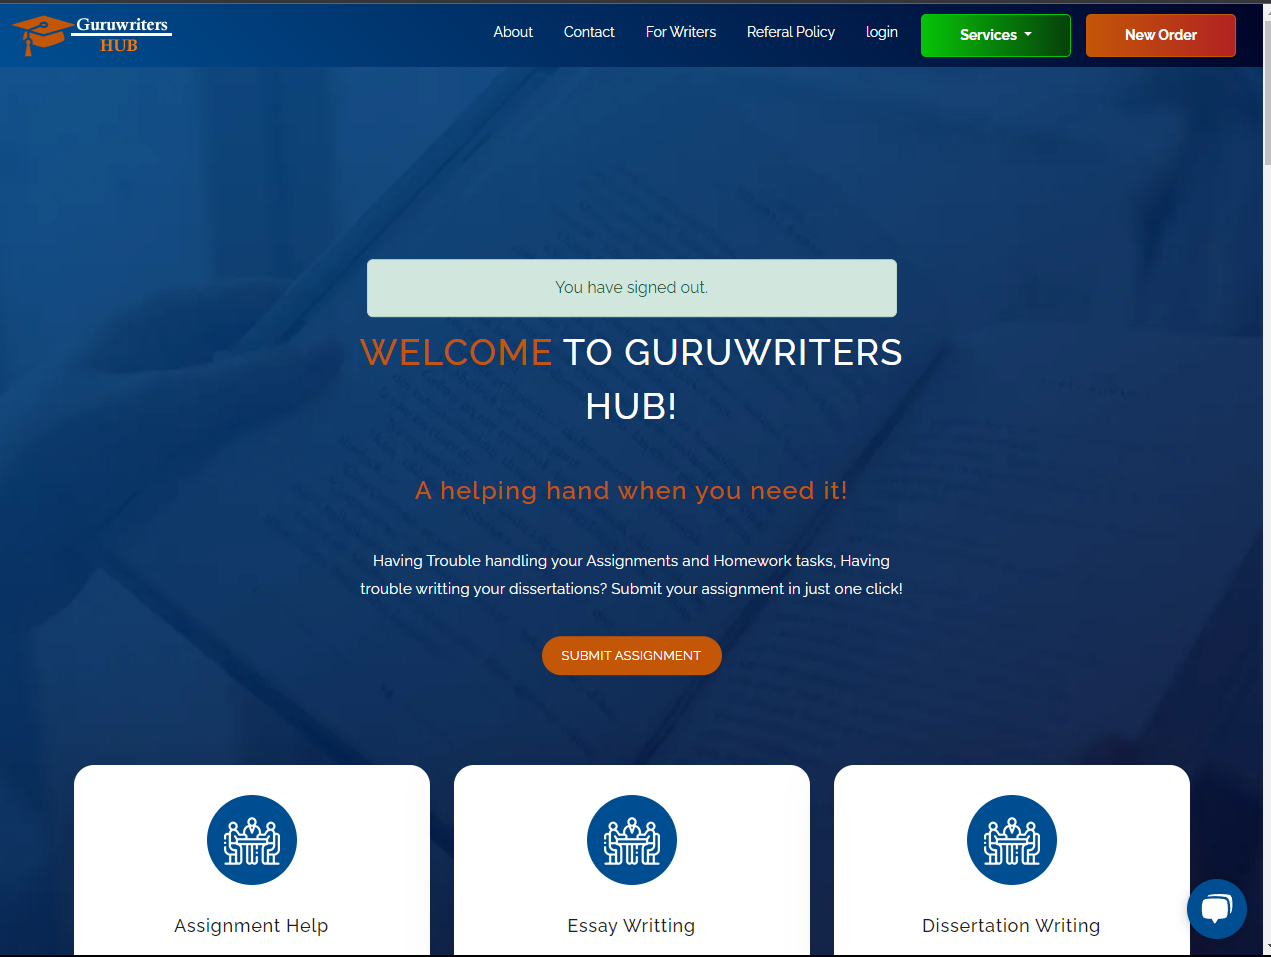 Guruwriters
HUB
About
Contact
For Writers
Referal Policy
login
Services
New Order
You have signed out.
WELCOME TO GURUWRITERS
HUB!
A helping hand when you need it!
Having Trouble handling your Assignments and Homework tasks, Having
trouble writting your dissertations? Submit your assignment in just one click!
SUBMIT ASSIGNMENT
Assignment Help
Essay Writting
Dissertation Writing